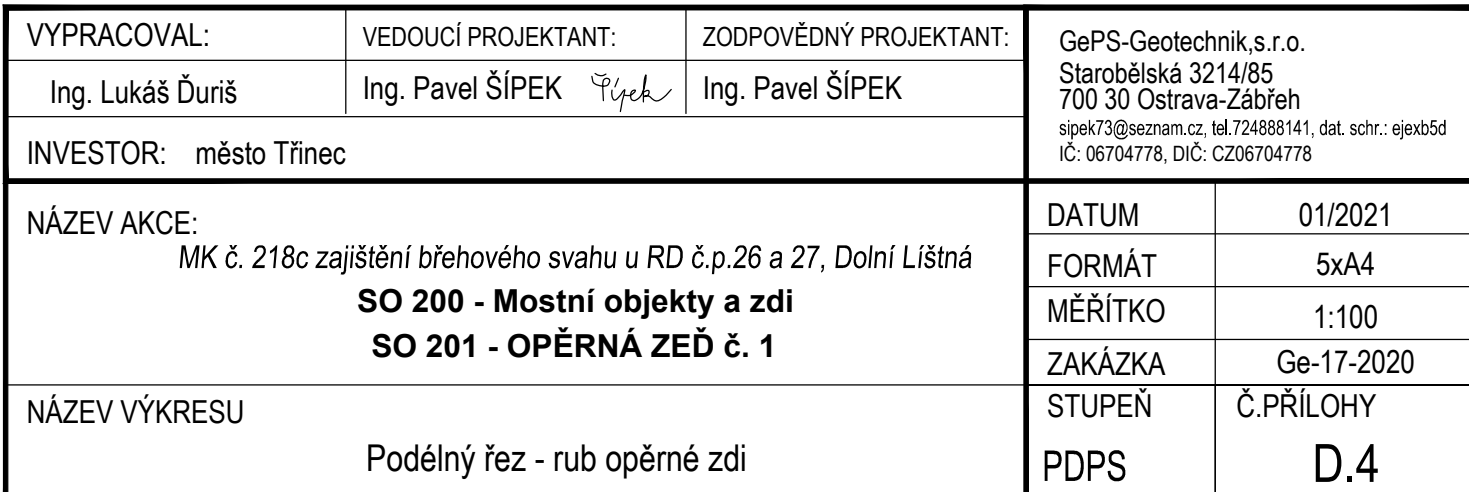 VYPRACOVAL: VEDOUCÍ PROJEKTANT: ZODPOVĚDNÝ PROJEKTANT:
Ing. Lukáš Ďuriš Ing. Pavel ŠÍPEK Šípek Ing. Pavel ŠÍPEK
INVESTOR: město Třinec
GePS-Geotechnik,s.r.o.
Starobělská 3214/85
700 30 Ostrava-Zábřeh
sipek73@seznam.cz, tel.724888141, dat. schr.: ejexb5d
IČ: 06704778, DIČ: CZ06704778
NÁZEV AKCE:
MK č. 218c zajištění břehového svahu u RD č.p.26 a 27, Dolní Líštná
SO 200 - Mostní objekty a zdi
SO 201 - OPĚRNÁ ZEĎ č. 1
DATUM 01/2021
FORMÁT 5xA4
MĚŘÍTKO 1:100
ZAKÁZKA Ge-17-2020
NÁZEV VÝKRESU
Podélný řez - rub opěrné zdi
STUPEŇ Č.PŘÍLOHY
PDPS D.4